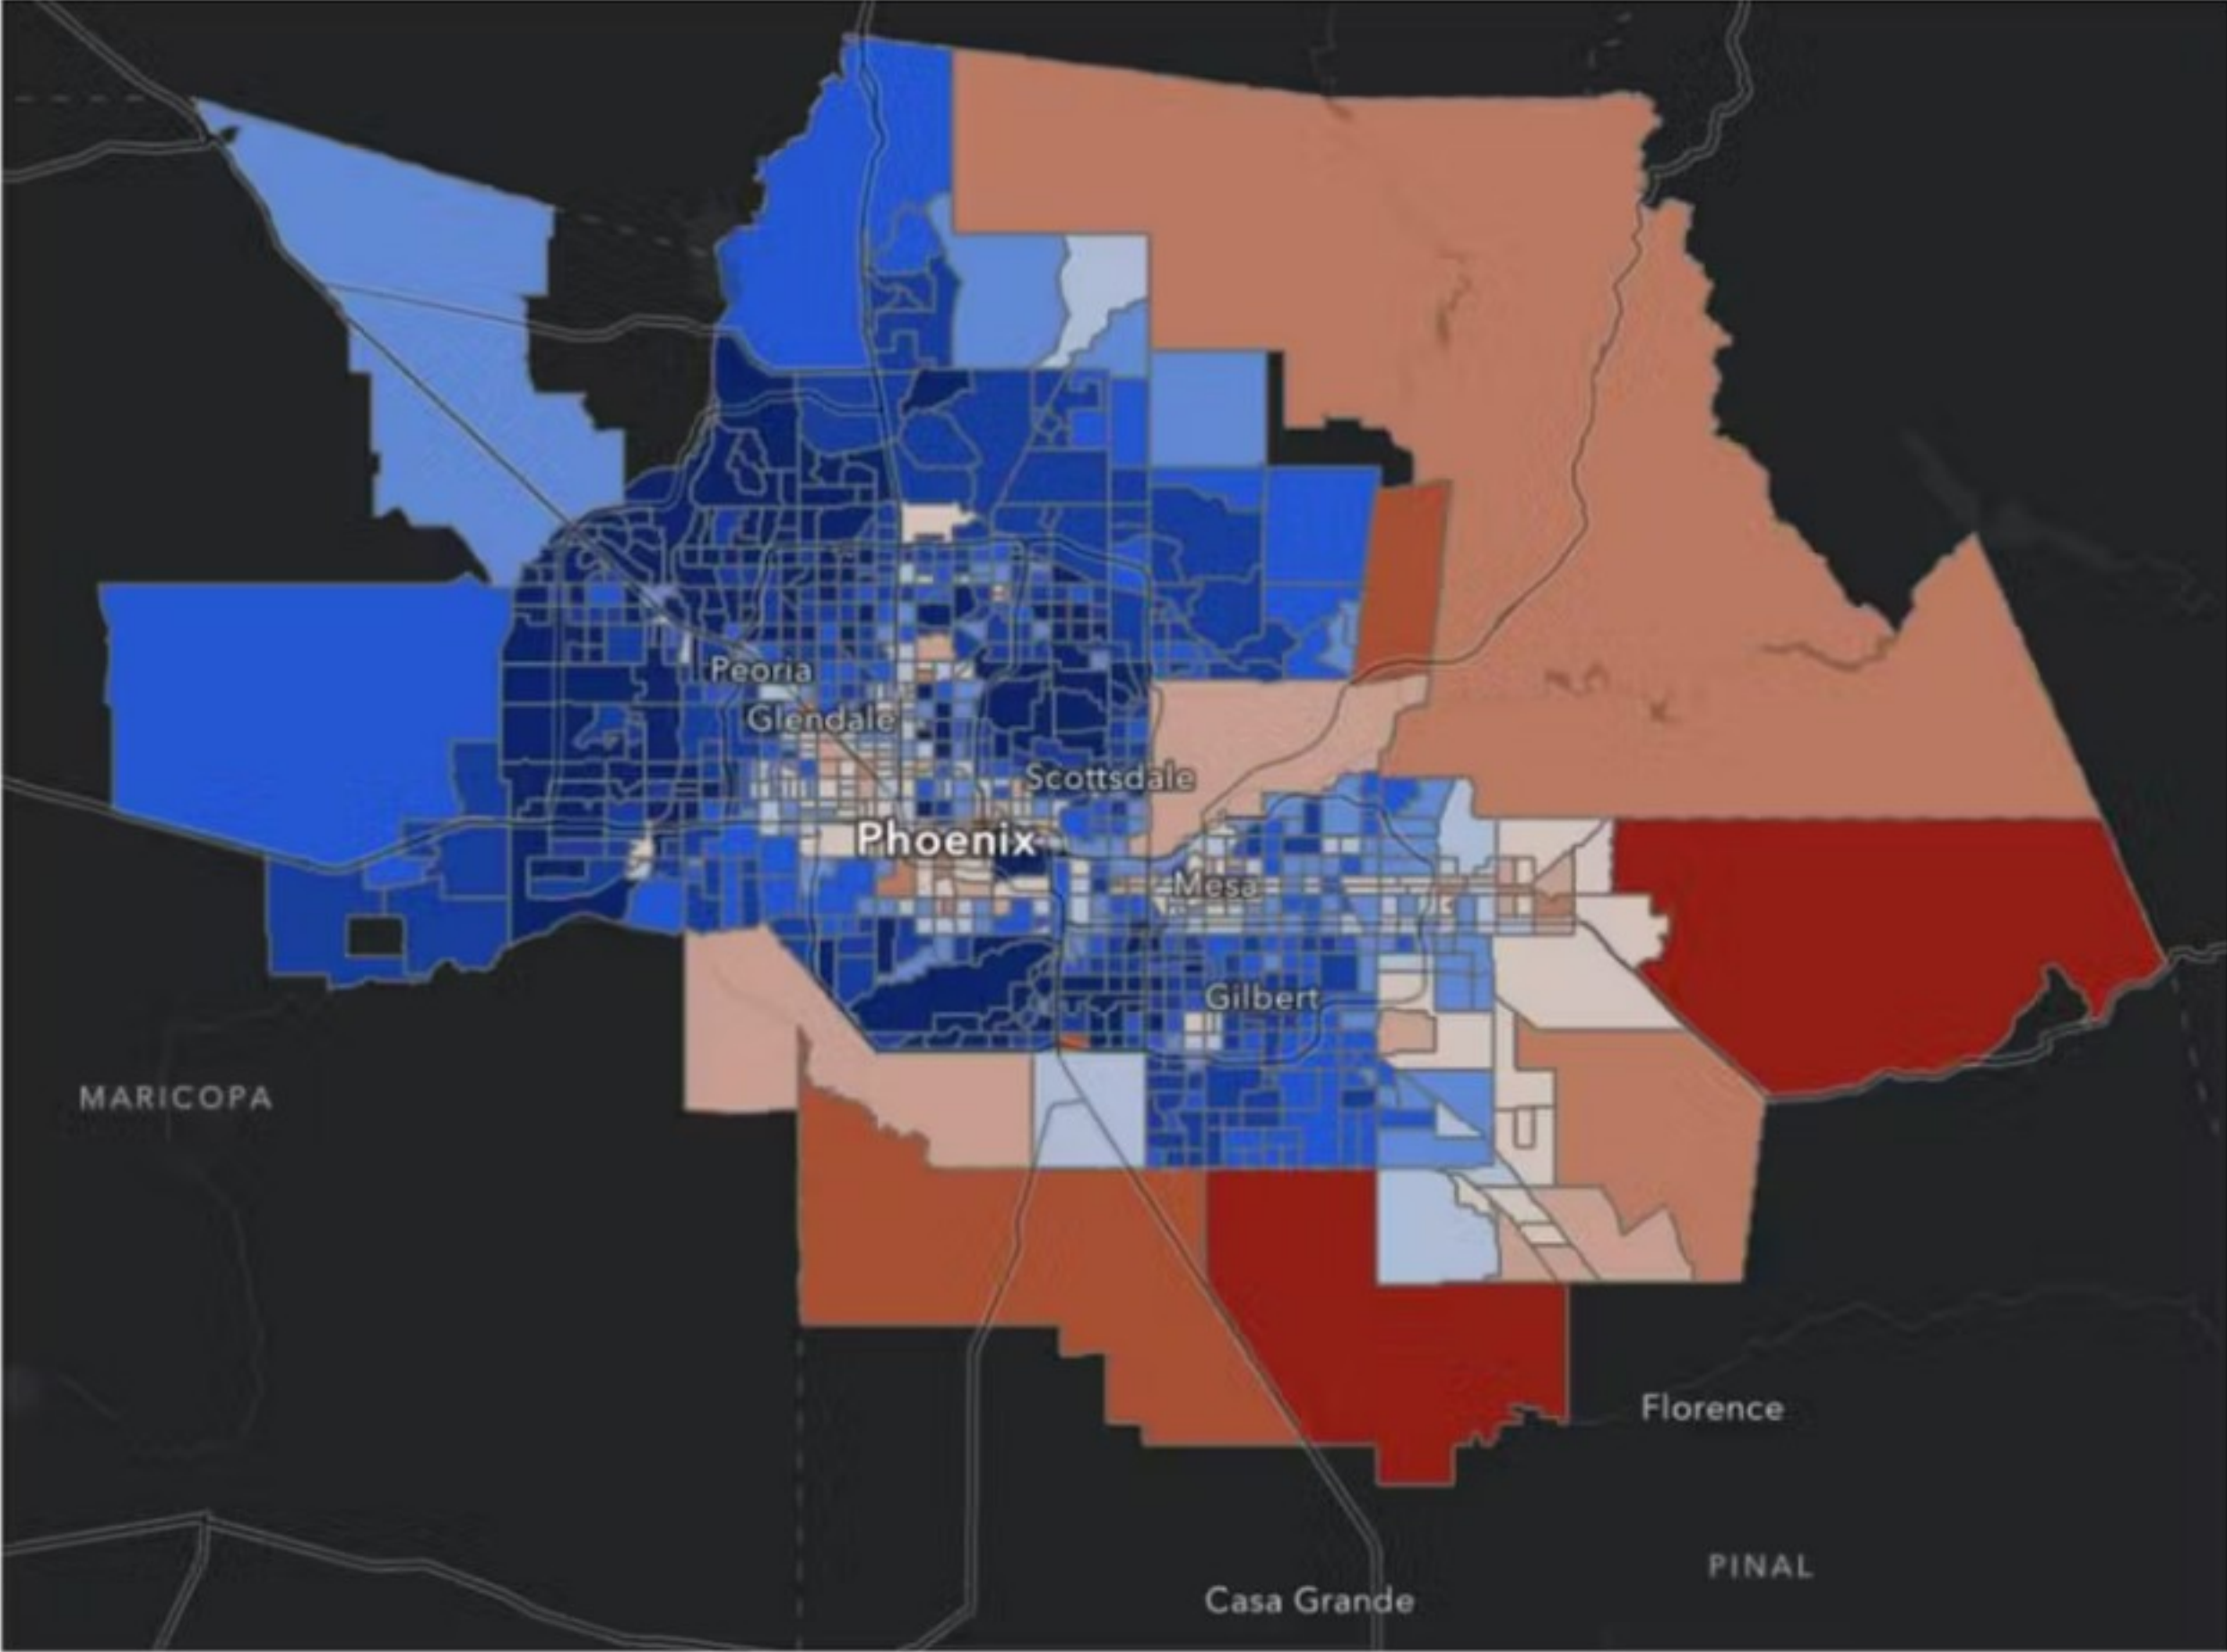 Peoria
Glendale
Scottsdale
Phoenix
Mesa
Gilbert
MARICOPA
Florence
PINAL
Casa Grande